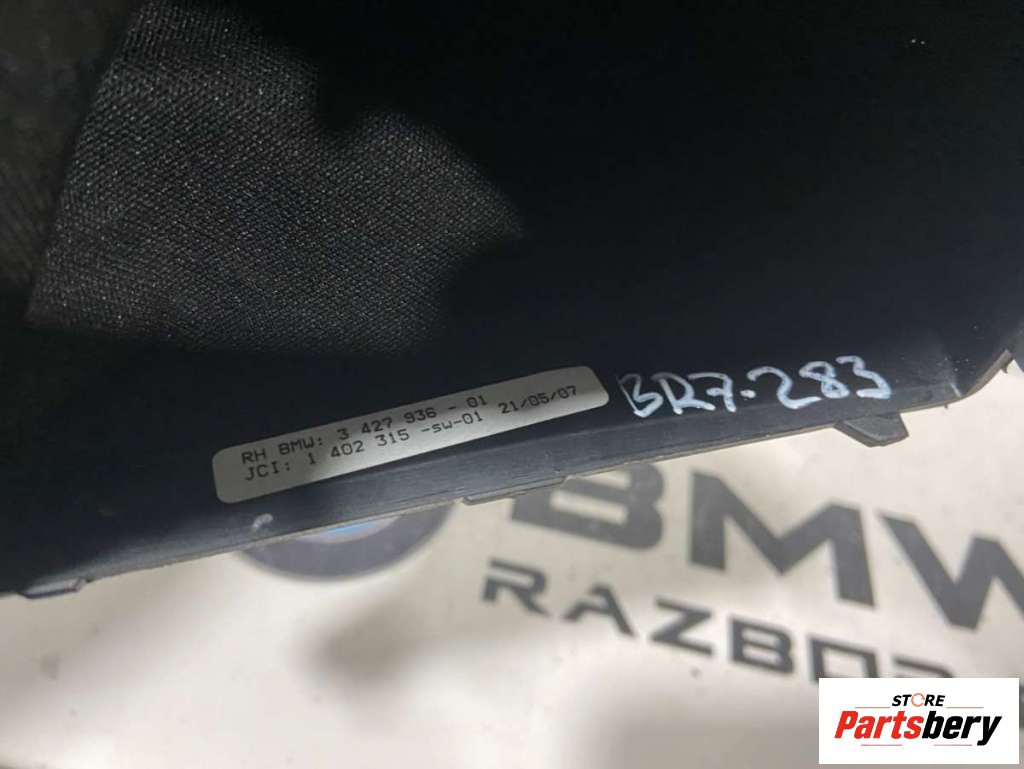 RH BMW: 3 427 936 - 01
JCI: 1 402 315 -sw-01 21/05/07
BR7-283
BMW
RAZBOR
STORE
Partsbery